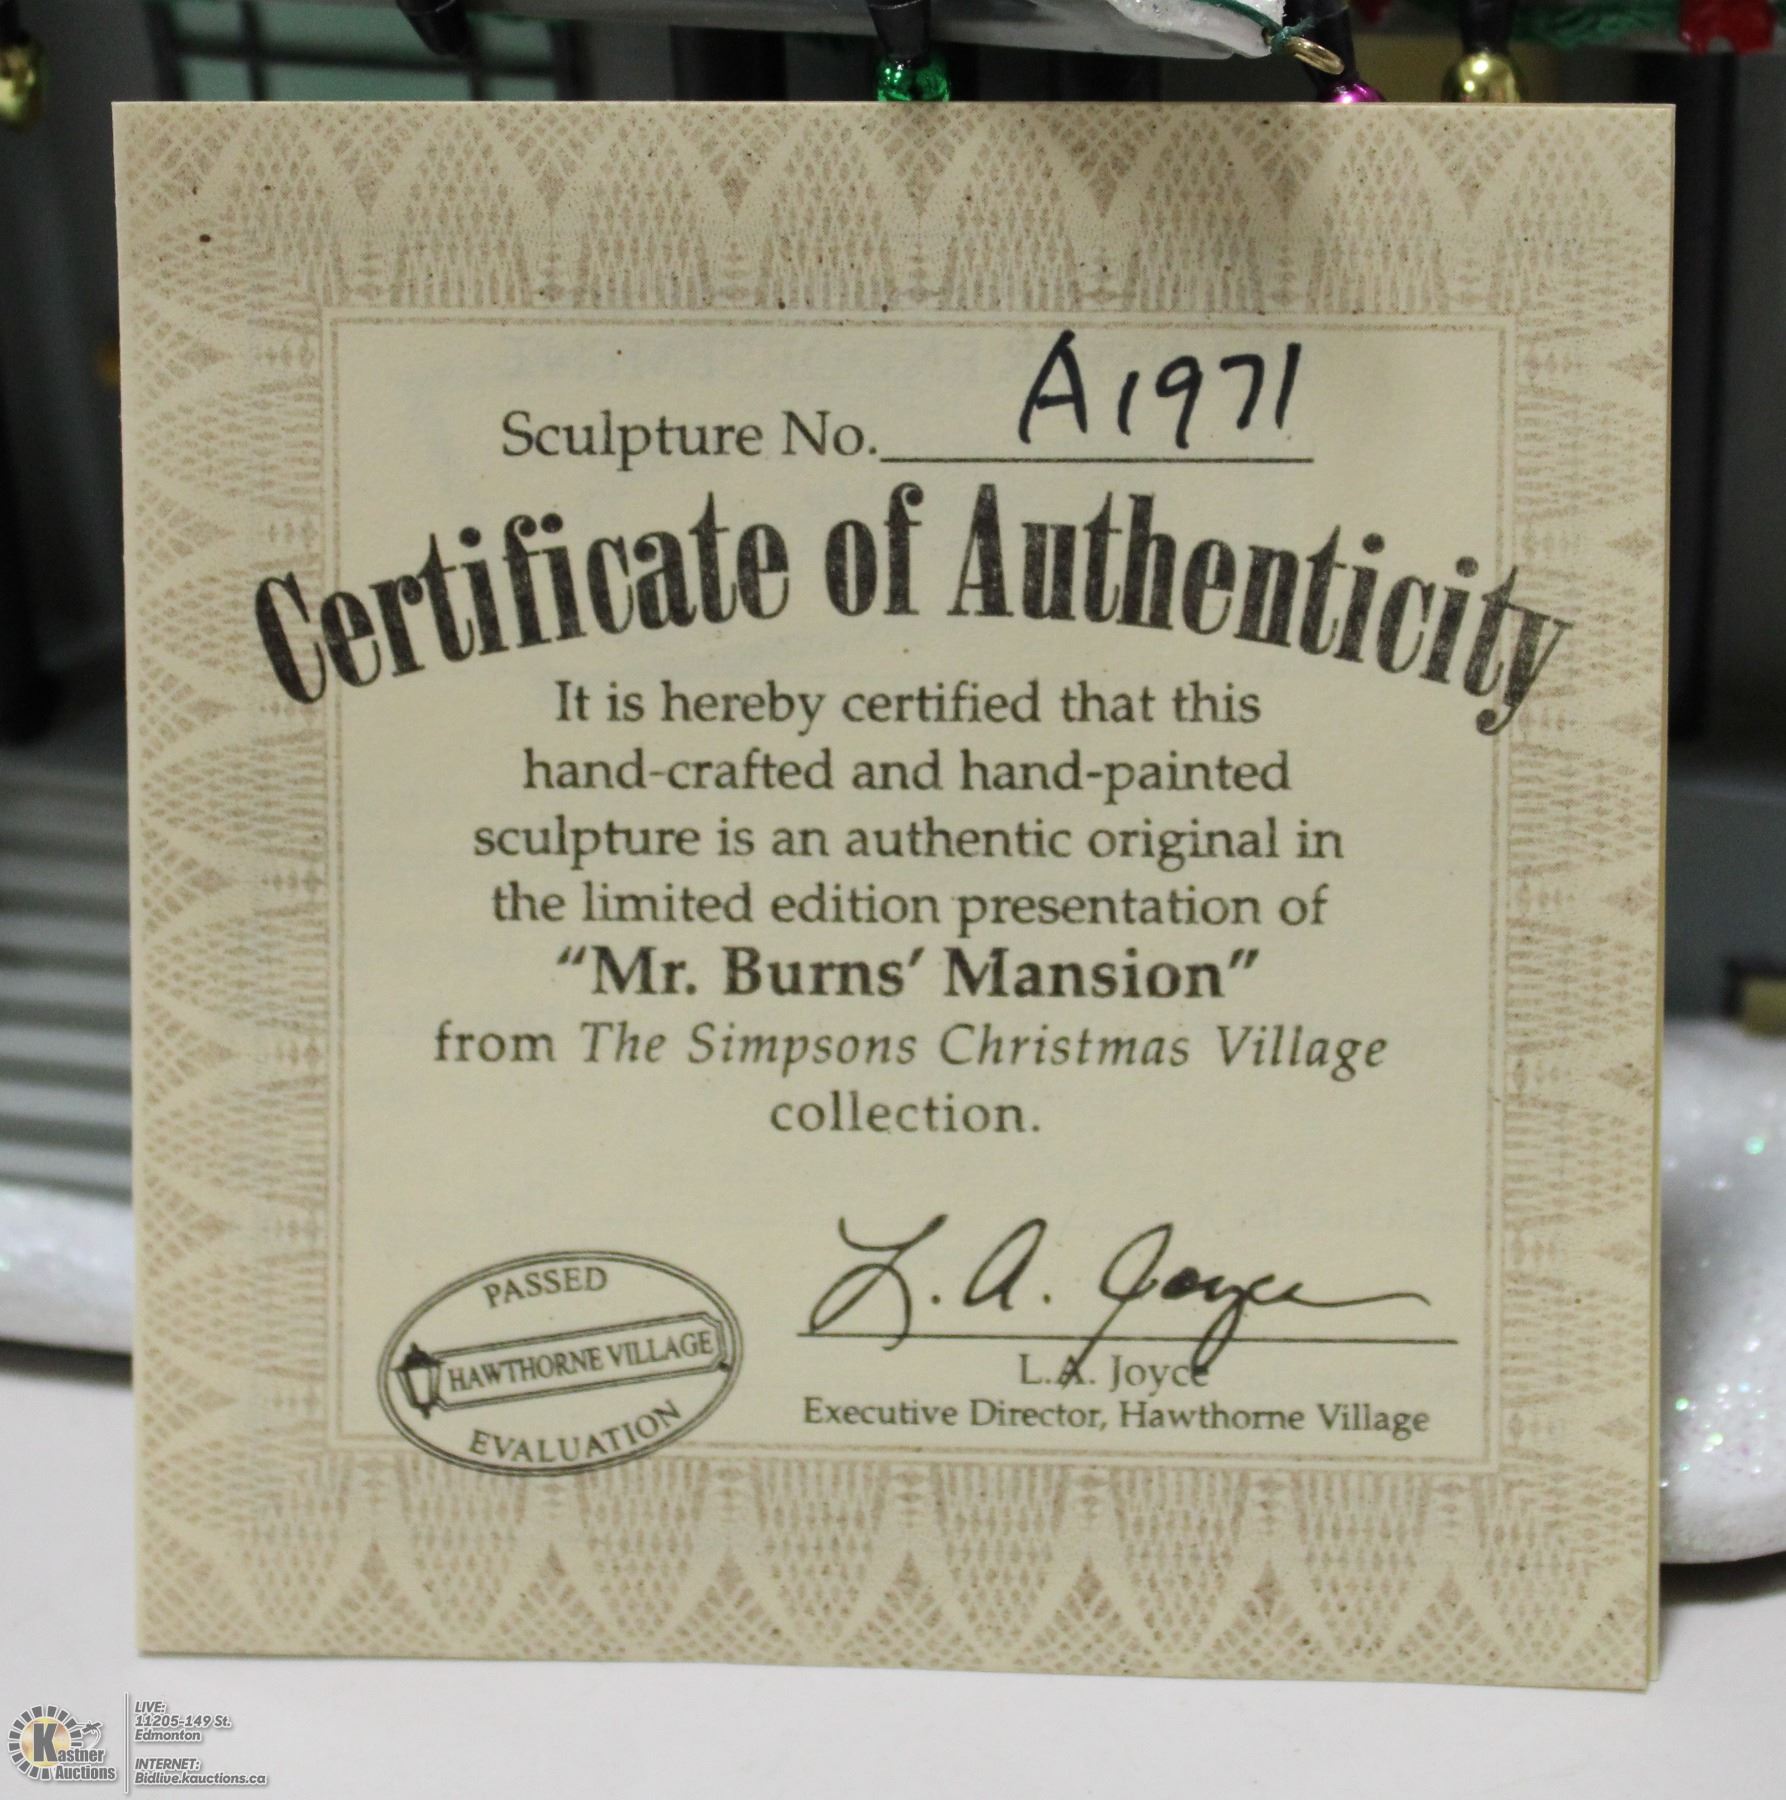 Sculpture No. A1971
Certificate of Authenticity
It is hereby certified that this
hand-crafted and hand-painted
sculpture is an authentic original in
the limited edition presentation of
“Mr. Burns’ Mansion”
from The Simpsons Christmas Village
collection.
PASSED
HAWTHORNE VILLAGE
EVALUATION
L. A. Joyce
L.A. Joyce
Executive Director, Hawthorne Village
Kastner
Auctions
LIVE:
11205-149 St.
Edmonton
INTERNET:
Bidlive.kauctions.ca